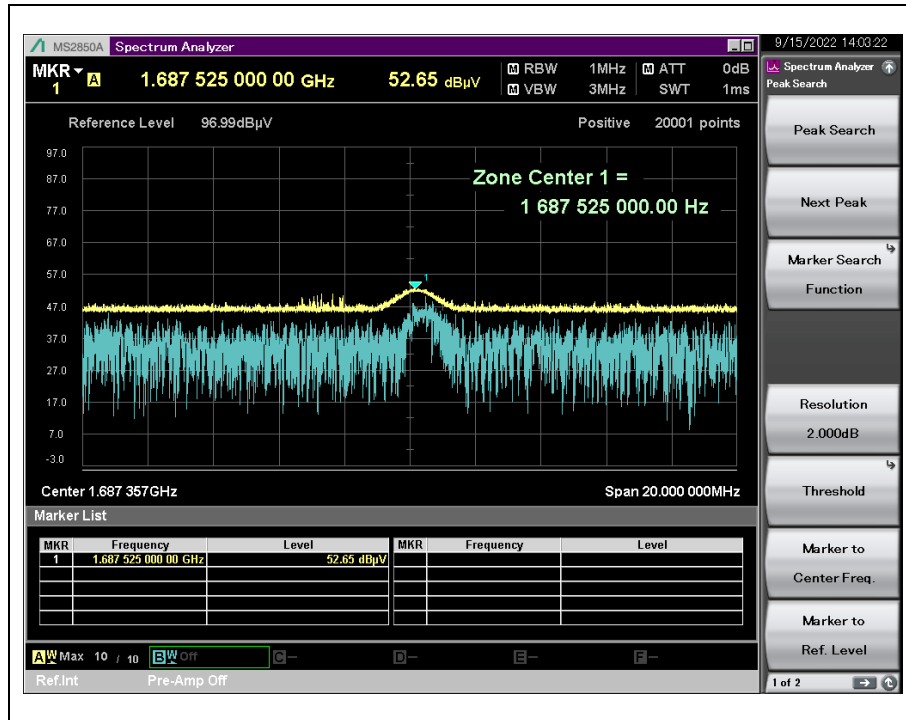 MS2850A Spectrum Analyzer
9/15/2022 14:03:22
MKR 1 A 1.687 525 000 00 GHz 52.65 dBµV
M RBW 1MHz M ATT 0dB
M VBW 3MHz SWT 1ms
Reference Level 96.99dBµV Positive 20001 points
97.0
87.0
77.0
67.0
57.0
47.0
37.0
27.0
17.0
7.0
-3.0
Zone Center 1 =
1 687 525 000.00 Hz
1
Center 1.687 357GHz Span 20.000 000MHz
Marker List
MKR Frequency Level MKR Frequency Level
1 1.687 525 000 00 GHz 52.65 dBµV
A W Max 10 / 10 B W Off C – D – E – F –
Ref.Int Pre-Amp Off
Spectrum Analyzer
Peak Search
Peak Search
Next Peak
Marker Search
Function
Resolution
2.000dB
Threshold
Marker to
Center Freq.
Marker to
Ref. Level
1 of 2